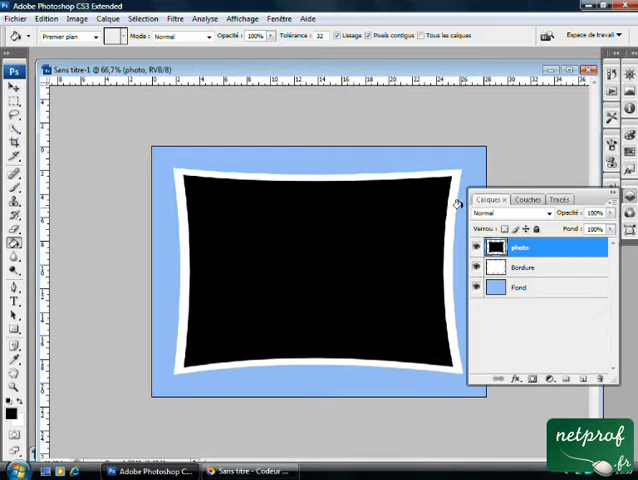 Adobe Photoshop CS3 Extended
Fichier Edition Image Calque Sélection Filtre Analyse Affichage Fenêtre Aide
Premier plan Mode : Normal Opacité : 100% Tolérance : 32 Lissage Pixels contigus Tous les calques Espace de travail
Ps
Sans titre-1 @ 66,7% (photo, RVB/8)
Calques Couches Tracés
Normal Opacité : 100%
Verrou : Fond : 100%
photo
Bordure
Fond
netprof
.fr
Adobe Photoshop C... Sans titre - Codeur ...